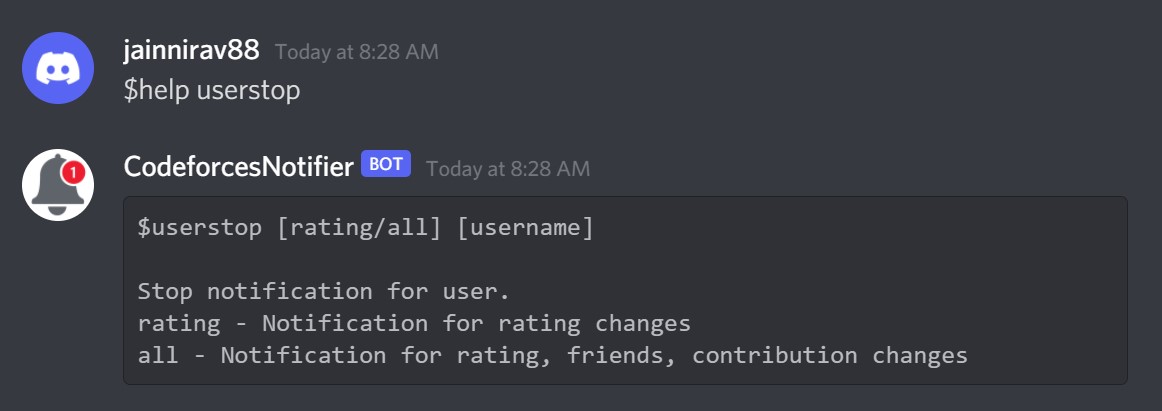 jainnirav88 Today at 8:28 AM
$help userstop
1
CodeforcesNotifier BOT Today at 8:28 AM
$userstop [rating/all] [username]
Stop notification for user.
rating - Notification for rating changes
all - Notification for rating, friends, contribution changes